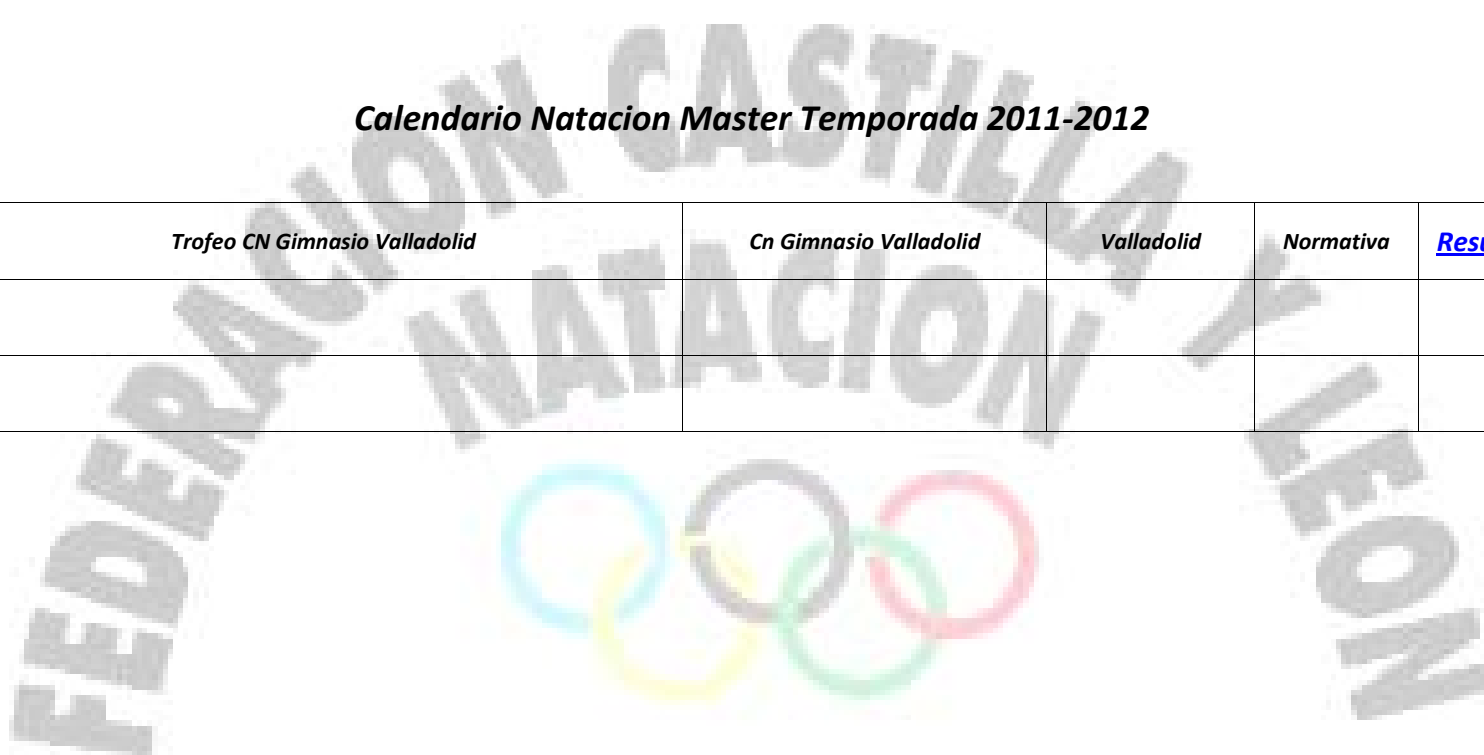 Calendario Natacion Master Temporada 2011-2012
Trofeo CN Gimnasio Valladolid Cn Gimnasio Valladolid Valladolid Normativa
FEDERACION CASTILLA Y LEON
NATACION